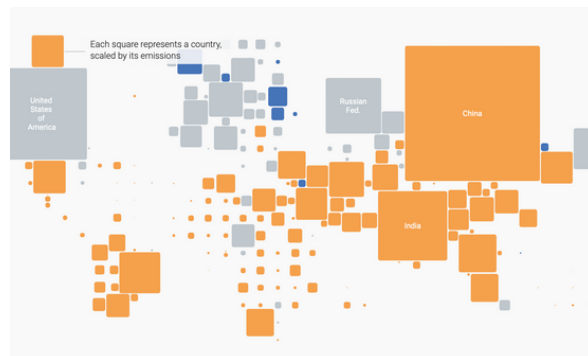 Each square represents a country,
scaled by its emissions
United
States
of
America
Russian
Fed.
China
India